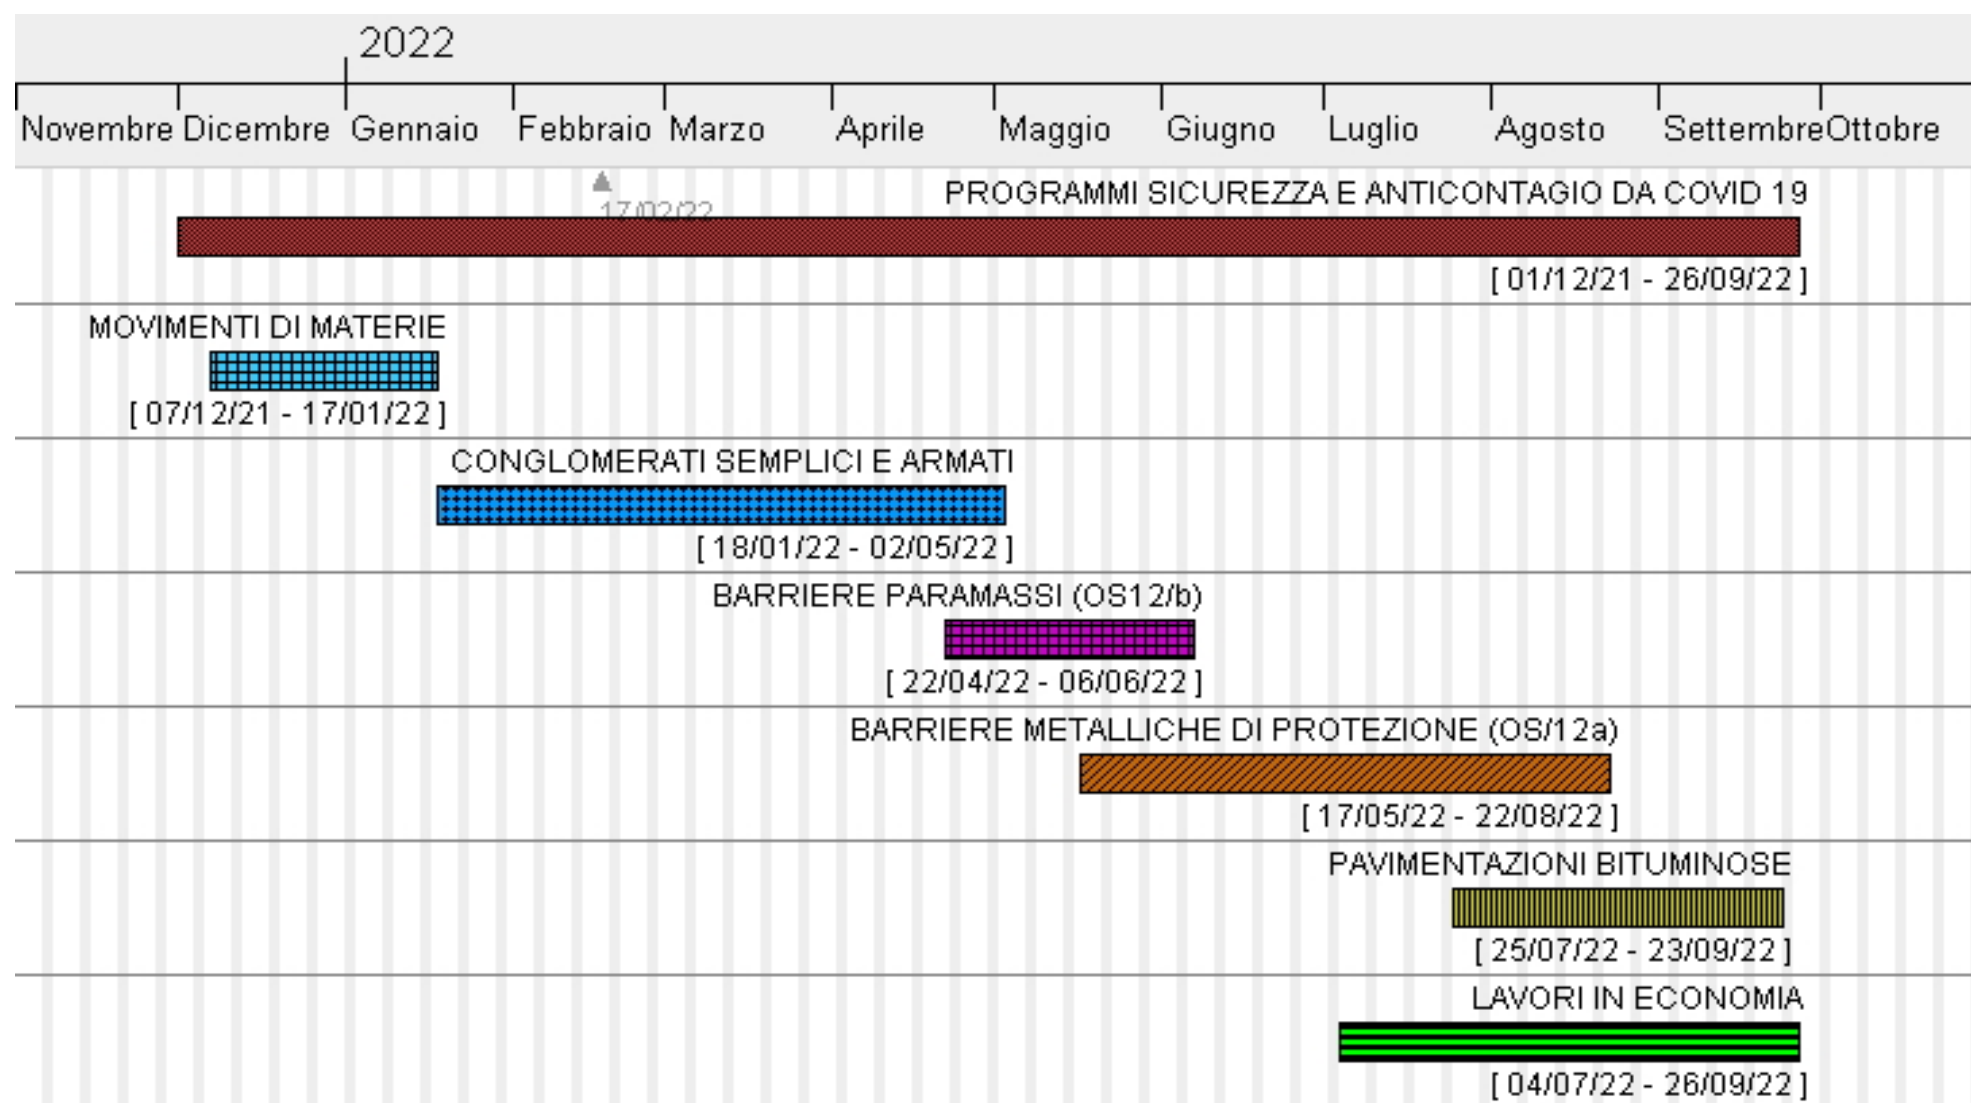 2022
Novembre Dicembre Gennaio Febbraio Marzo Aprile Maggio Giugno Luglio Agosto Settembre Ottobre
17/02/22
PROGRAMMI SICUREZZA E ANTICONTAGIO DA COVID 19
[ 01/12/21 - 26/09/22 ]
MOVIMENTI DI MATERIE
[ 07/12/21 - 17/01/22 ]
CONGLOMERATI SEMPLICI E ARMATI
[ 18/01/22 - 02/05/22 ]
BARRIERE PARAMASSI (OS12/b)
[ 22/04/22 - 06/06/22 ]
BARRIERE METALLICHE DI PROTEZIONE (OS/12a)
[ 17/05/22 - 22/08/22 ]
PAVIMENTAZIONI BITUMINOSE
[ 25/07/22 - 23/09/22 ]
LAVORI IN ECONOMIA
[ 04/07/22 - 26/09/22 ]